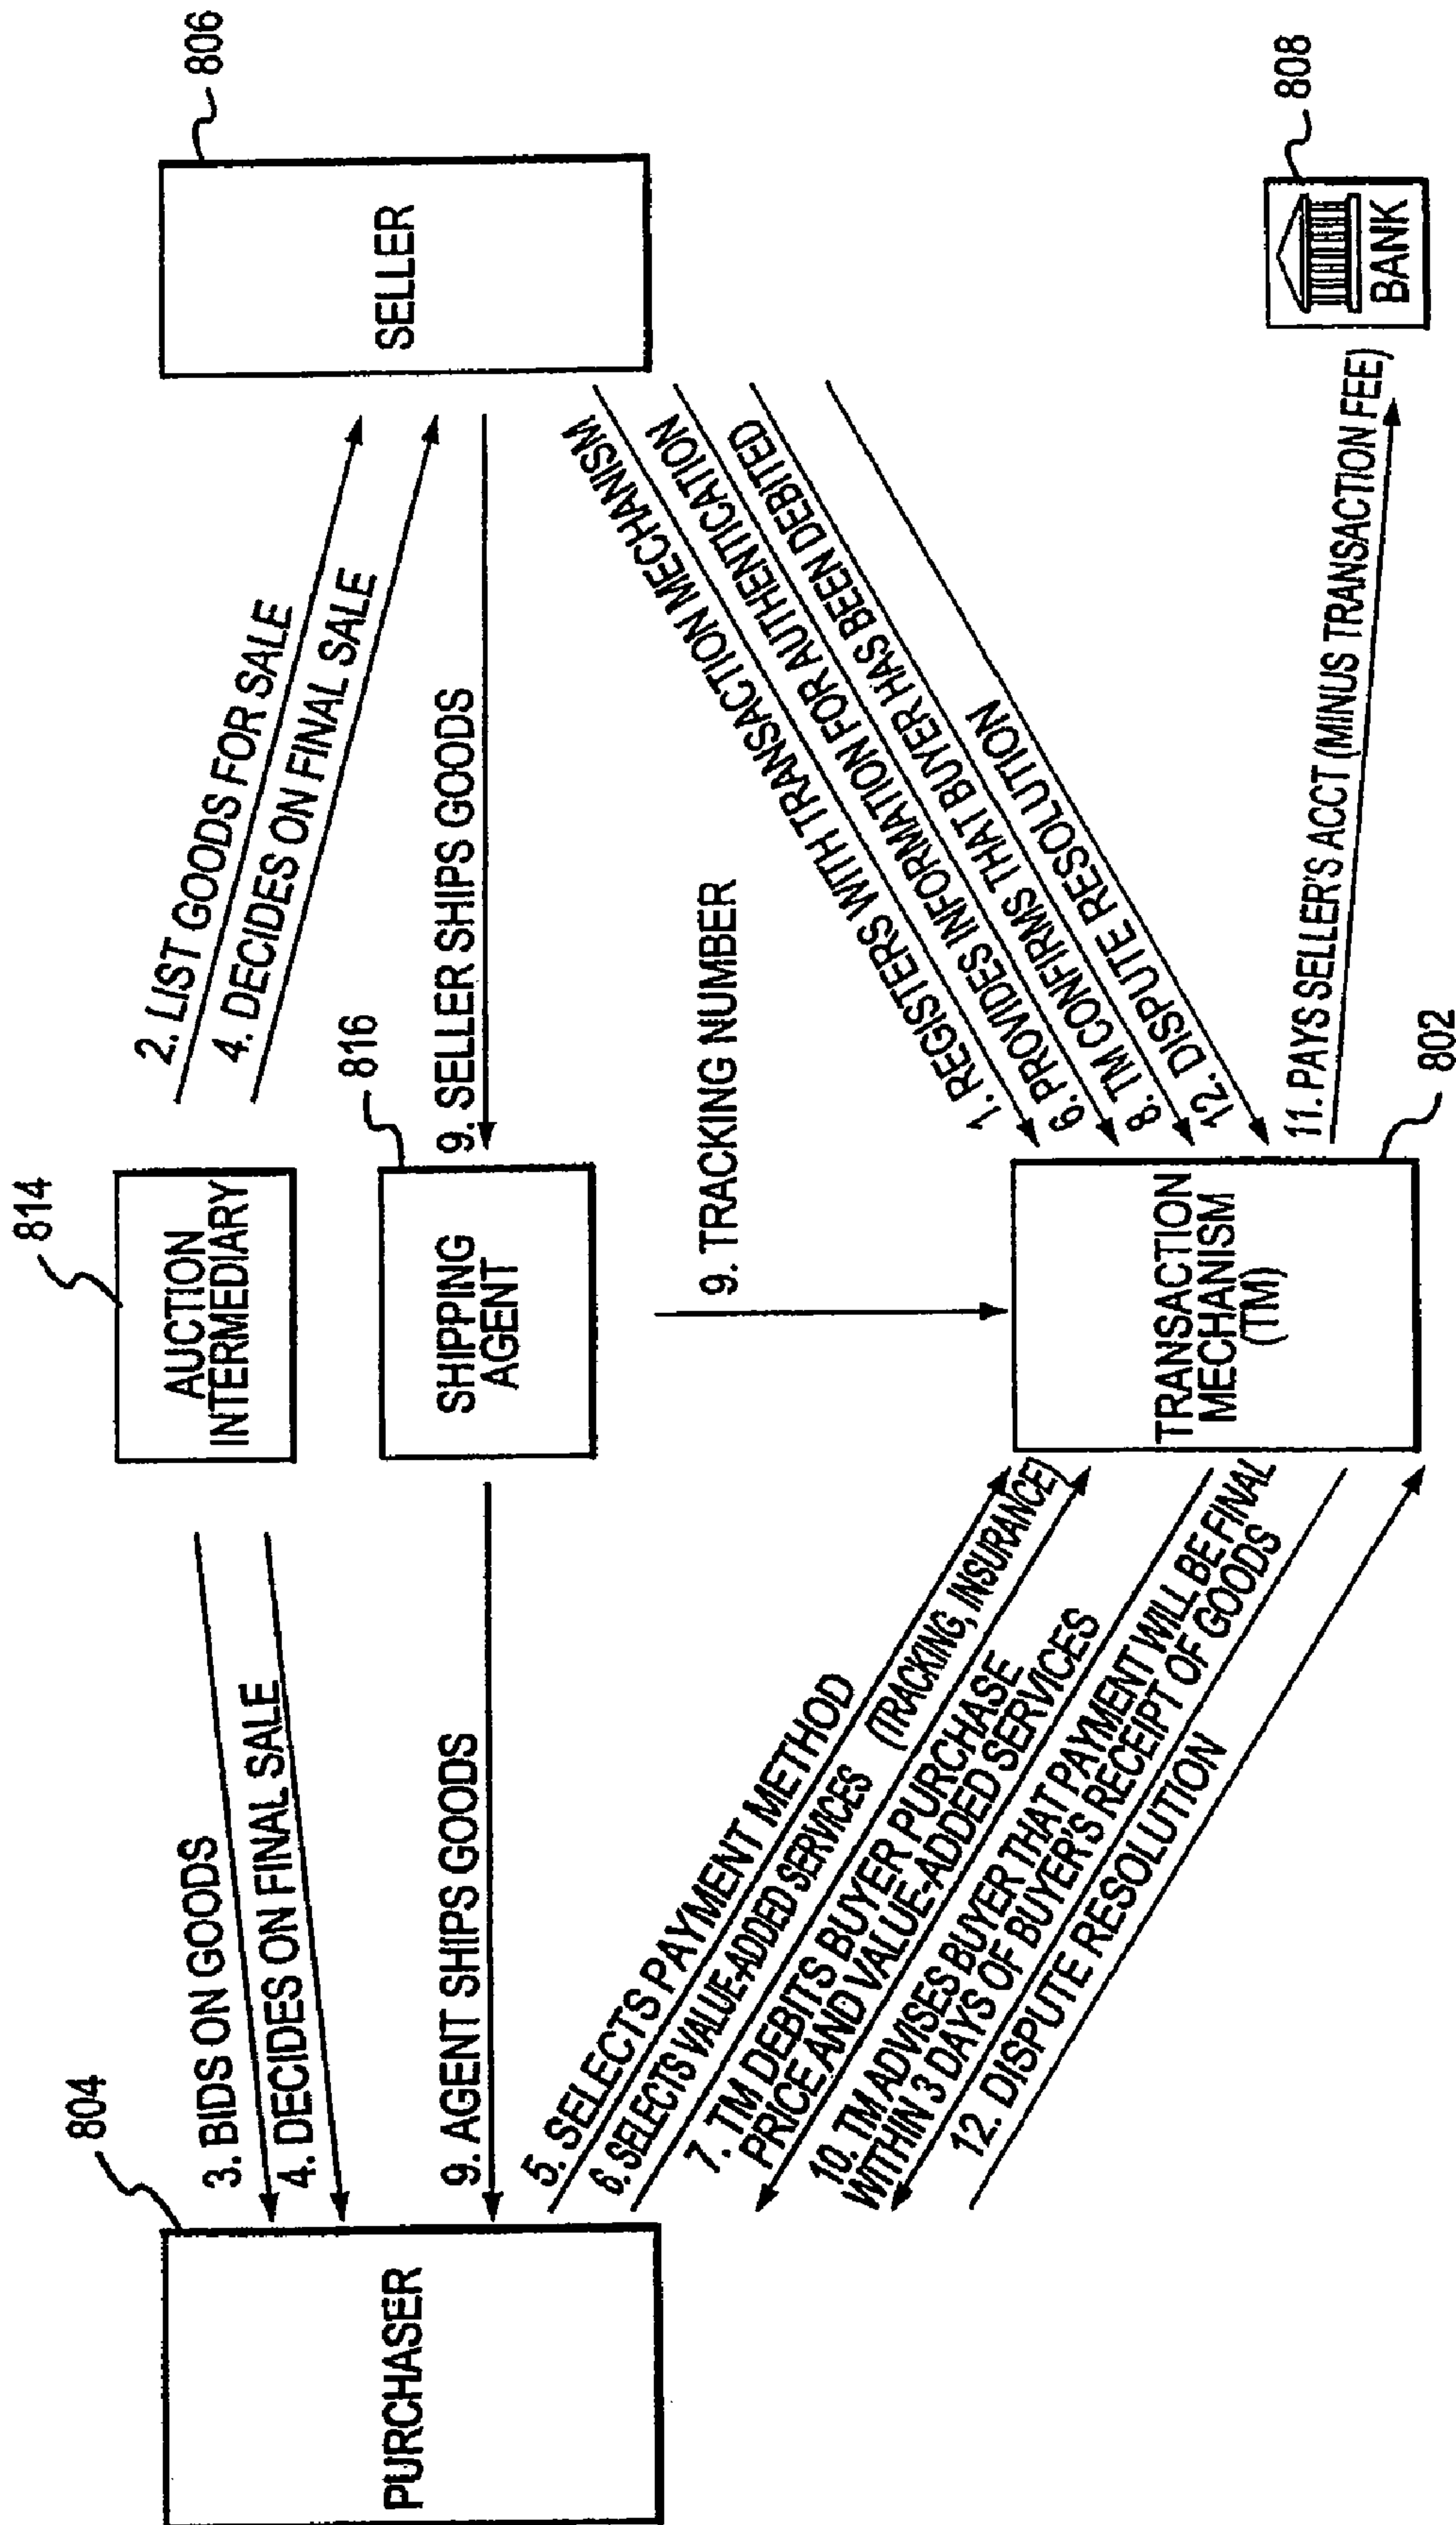 804
PURCHASER
3. BIDS ON GOODS
4. DECIDES ON FINAL SALE
9. AGENT SHIPS GOODS
814
AUCTION
INTERMEDIARY
816
SHIPPING
AGENT
2. LIST GOODS FOR SALE
4. DECIDES ON FINAL SALE
9. SELLER SHIPS GOODS
806
SELLER
9. TRACKING NUMBER
5. SELECTS PAYMENT METHOD
6. SELECTS VALUE-ADDED SERVICES (TRACKING, INSURANCE)
7. TM DEBITS BUYER PURCHASE
PRICE AND VALUE-ADDED SERVICES
10. TM ADVISES BUYER THAT PAYMENT WILL BE FINAL
WITHIN 3 DAYS OF BUYER'S RECEIPT OF GOODS
12. DISPUTE RESOLUTION
TRANSACTION
MECHANISM
(TM)
802
1. REGISTERS WITH TRANSACTION MECHANISM
6. PROVIDES INFORMATION FOR AUTHENTICATION
8. TM CONFIRMS THAT BUYER HAS BEEN DEBITED
12. DISPUTE RESOLUTION
11. PAYS SELLER'S ACCT (MINUS TRANSACTION FEE)
808
BANK